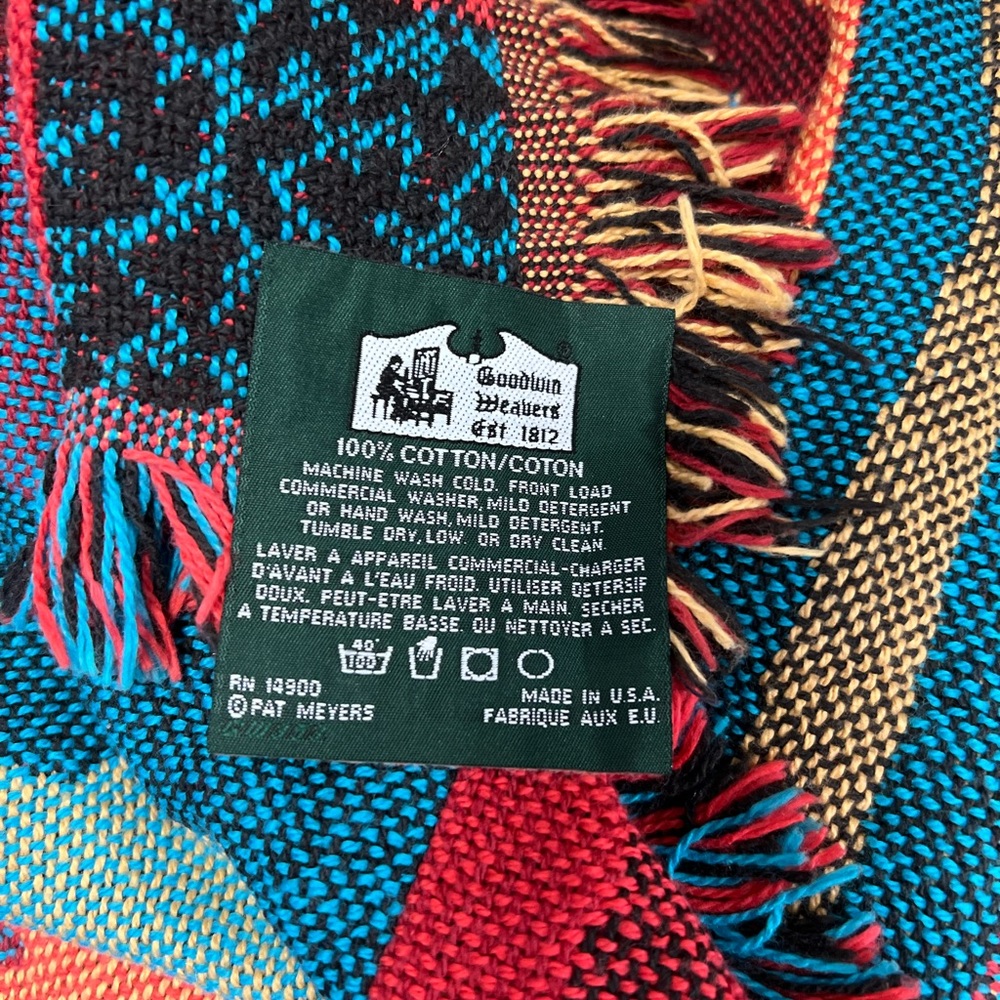 Goodwin
Weavers
Est 1812
®
100% COTTON/COTON
MACHINE WASH COLD. FRONT LOAD
COMMERCIAL WASHER, MILD DETERGENT
OR HAND WASH, MILD DETERGENT.
TUMBLE DRY, LOW. OR DRY CLEAN.
LAVER A APPAREIL COMMERCIAL-CHARGER
D'AVANT À L'EAU FROID. UTILISER DETERSIF
DOUX. PEUT-ETRE LAVER A MAIN. SECHER
A TEMPERATURE BASSE. OU NETTOYER A SEC.
40°
100
RN 14900
© PAT MEYERS
MADE IN U.S.A.
FABRIQUE AUX E.U.